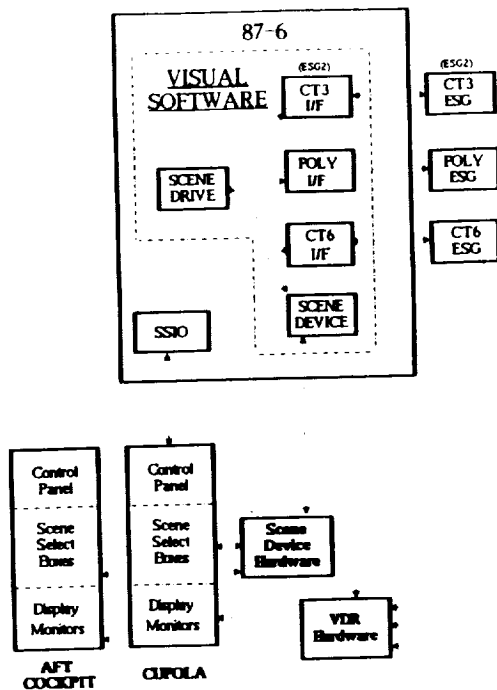 87-6
VISUAL
SOFTWARE
(ESG2)
CT3
I/F
(ESG2)
CT3
ESG
SCENE
DRIVE
POLY
I/F
POLY
ESG
CT6
I/F
CT6
ESG
SSIO
SCENE
DEVICE
Control
Panel
Scene
Select
Boxes
Display
Monitors
AFT
COCKPIT
Control
Panel
Scene
Select
Boxes
Display
Monitors
CUPOLA
Scene
Device
Hardware
VDR
Hardware